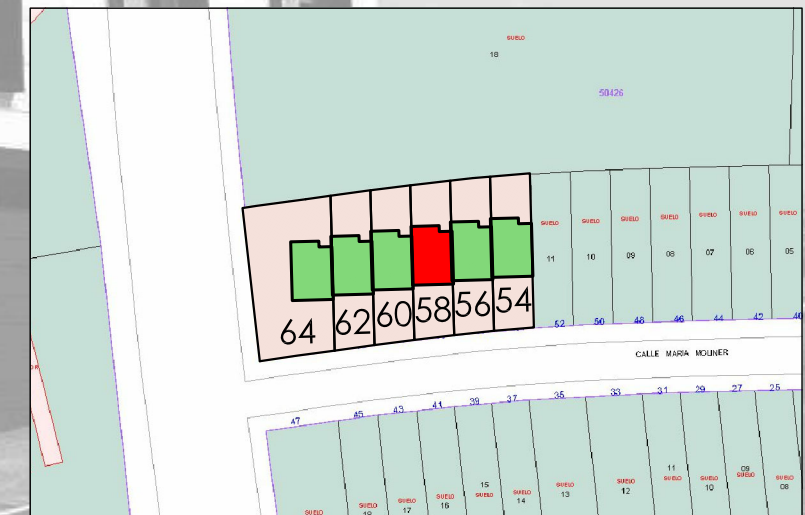 SUELO
18
50426
SUELO SUELO SUELO SUELO SUELO SUELO SUELO
11 10 09 08 07 06 05
64 62 60 58 56 54
52 50 48 46 44 42 40
CALLE MARIA MOLINER
47 45 43 41 39 37 35 33 31 29 27 25
SUELO SUELO SUELO SUELO SUELO SUELO SUELO SUELO SUELO SUELO SUELO SUELO
17 16 15 14 13 12 11 10 09 08